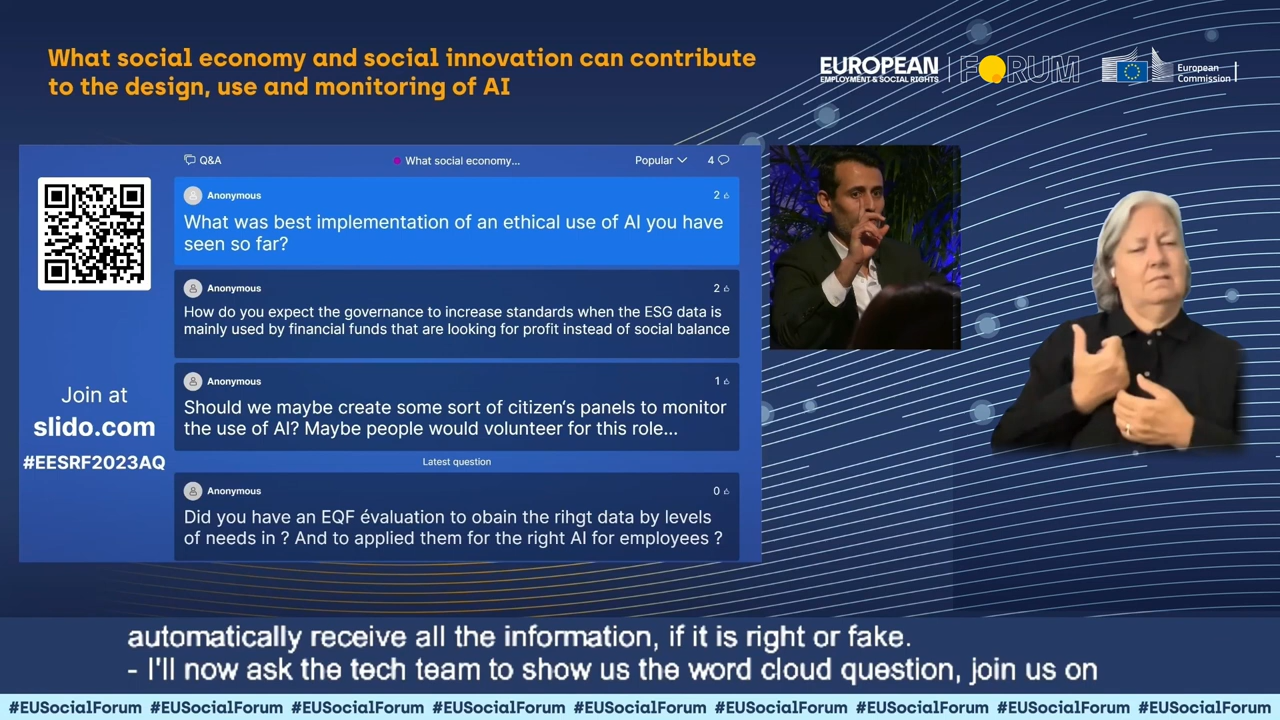 What social economy and social innovation can contribute
to the design, use and monitoring of AI
EUROPEAN
EMPLOYMENT & SOCIAL RIGHTS
FORUM
European
Commission
Q&A
What social economy...
Popular
4
Anonymous
2
What was best implementation of an ethical use of AI you have
seen so far?
Anonymous
2
How do you expect the governance to increase standards when the ESG data is
mainly used by financial funds that are looking for profit instead of social balance
Anonymous
1
Should we maybe create some sort of citizen's panels to monitor
the use of AI? Maybe people would volunteer for this role...
Latest question
Anonymous
0
Did you have an EQF évaluation to obain the rihgt data by levels
of needs in ? And to applied them for the right AI for employees ?
Join at
slido.com
#EESRF2023AQ
automatically receive all the information, if it is right or fake.
- I'll now ask the tech team to show us the word cloud question, join us on
#EUSocialForum #EUSocialForum #EUSocialForum #EUSocialForum #EUSocialForum #EUSocialForum #EUSocialForum #EUSocialForum #EUSocialForum